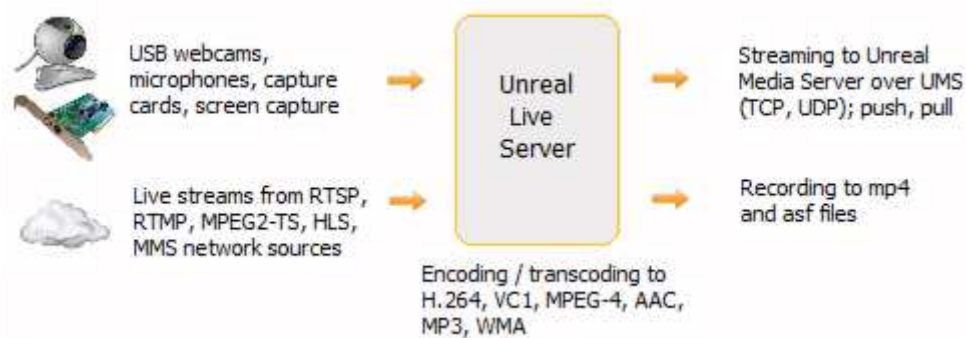 USB webcams,
microphones, capture
cards, screen capture
Live streams from RTSP,
RTMP, MPEG2-TS, HLS,
MMS network sources
Unreal
Live
Server
Encoding / transcoding to
H.264, VC1, MPEG-4, AAC,
MP3, WMA
Streaming to Unreal
Media Server over UMS
(TCP, UDP); push, pull
Recording to mp4
and asf files